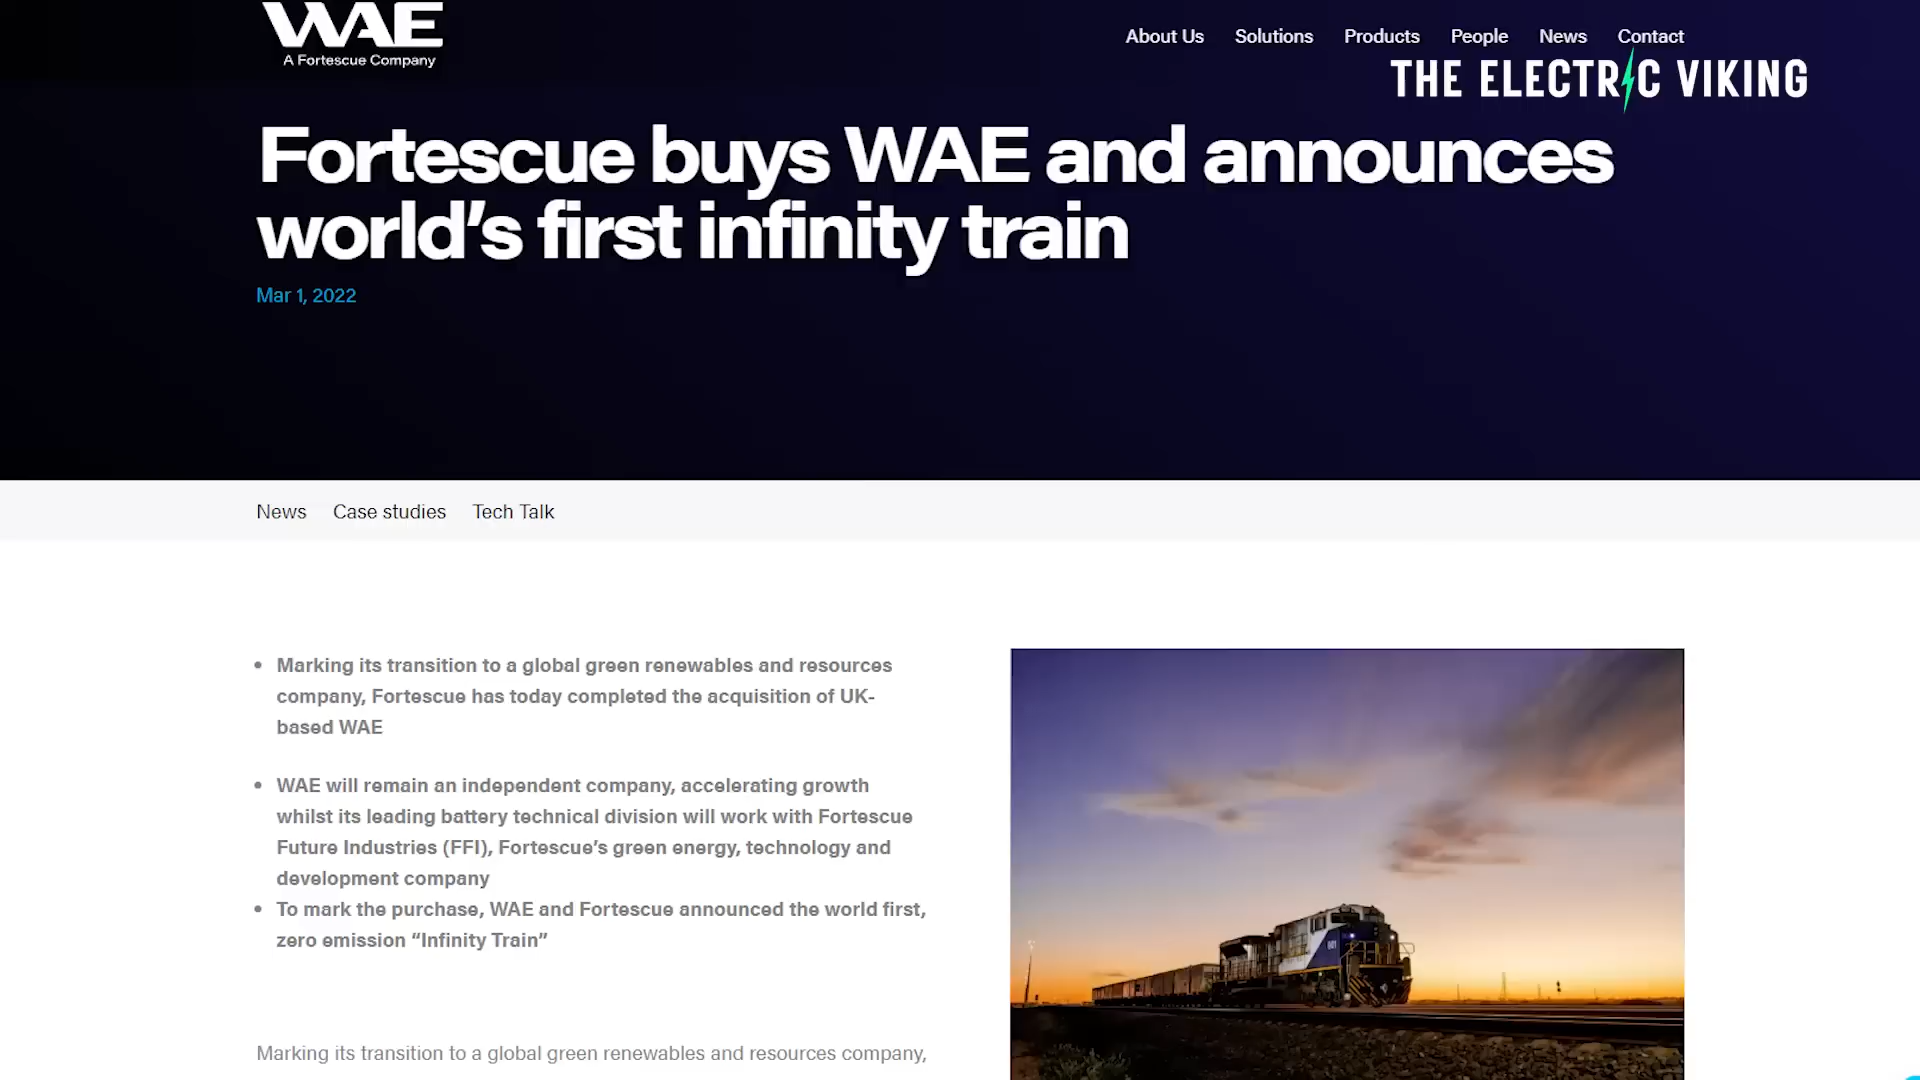 WAE
A Fortescue Company
About Us Solutions Products People News Contact
THE ELECTRIC VIKING
Fortescue buys WAE and announces
world’s first infinity train
Mar 1, 2022
News Case studies Tech Talk
• Marking its transition to a global green renewables and resources
company, Fortescue has today completed the acquisition of UK-
based WAE
• WAE will remain an independent company, accelerating growth
whilst its leading battery technical division will work with Fortescue
Future Industries (FFI), Fortescue’s green energy, technology and
development company
• To mark the purchase, WAE and Fortescue announced the world first,
zero emission “Infinity Train”
Marking its transition to a global green renewables and resources company,